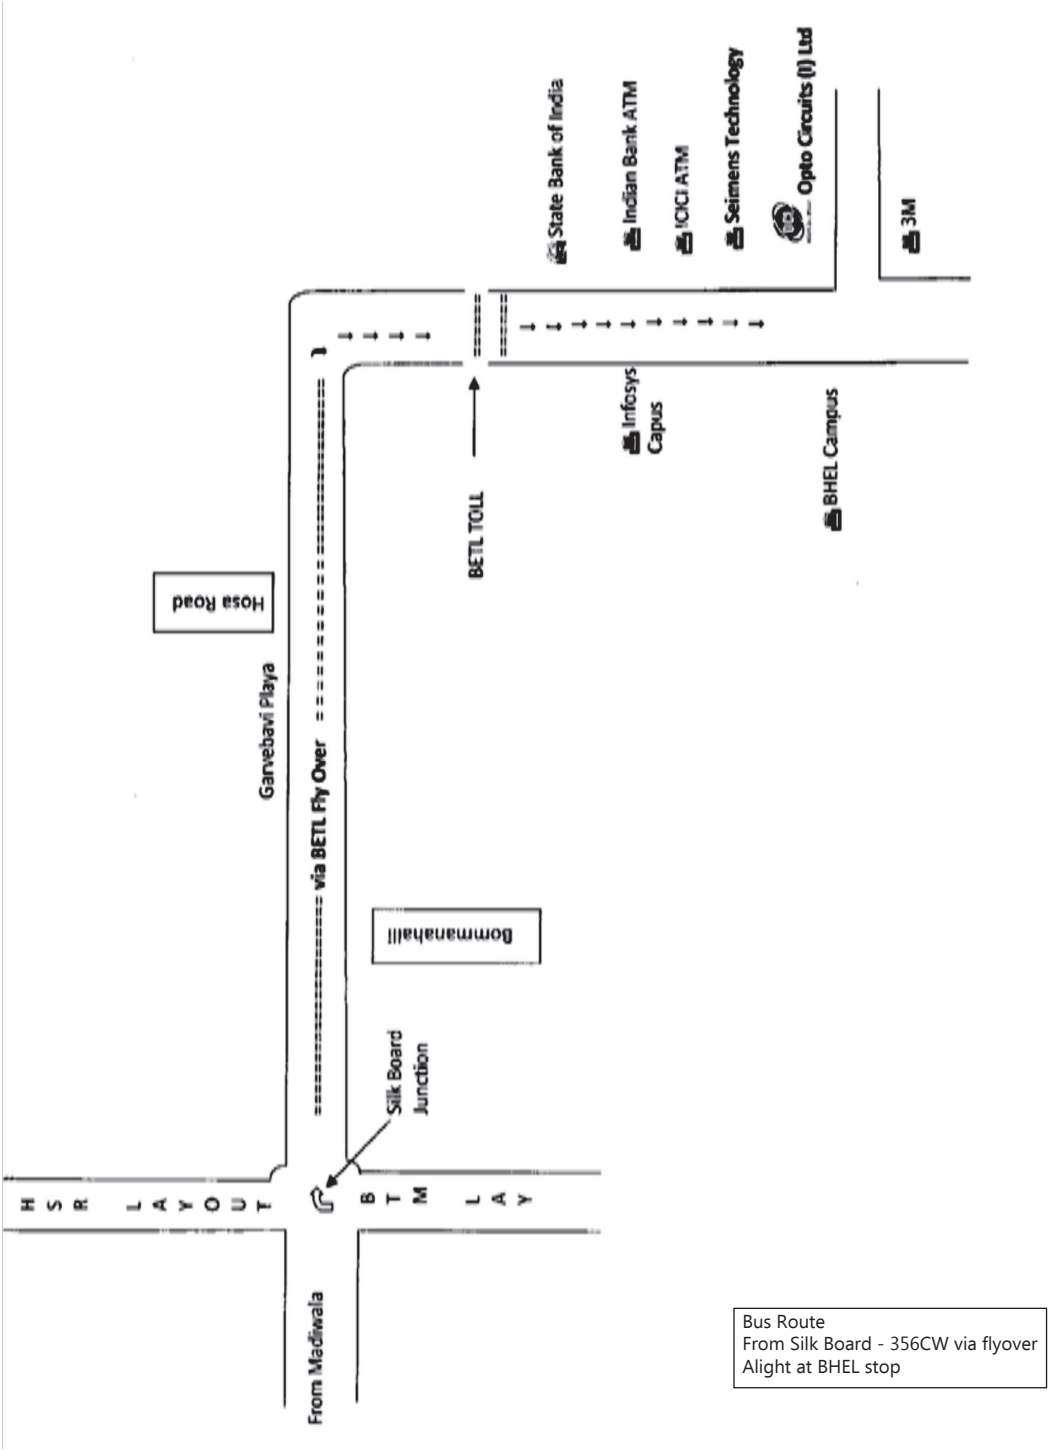 State Bank of India
Indian Bank ATM
ICICI ATM
Seimens Technology
Opto Circuits (I) Ltd
3M
Infosys
Capus
BHEL Campus
BETL TOLL
Hosa Road
Garvebavi Playa
via BETL Fly Over
Bommanahalli
Silk Board
Junction
HSR LAYOUT
BTM LAY
From Madiwala
Bus Route
From Silk Board - 356CW via flyover
Alight at BHEL stop